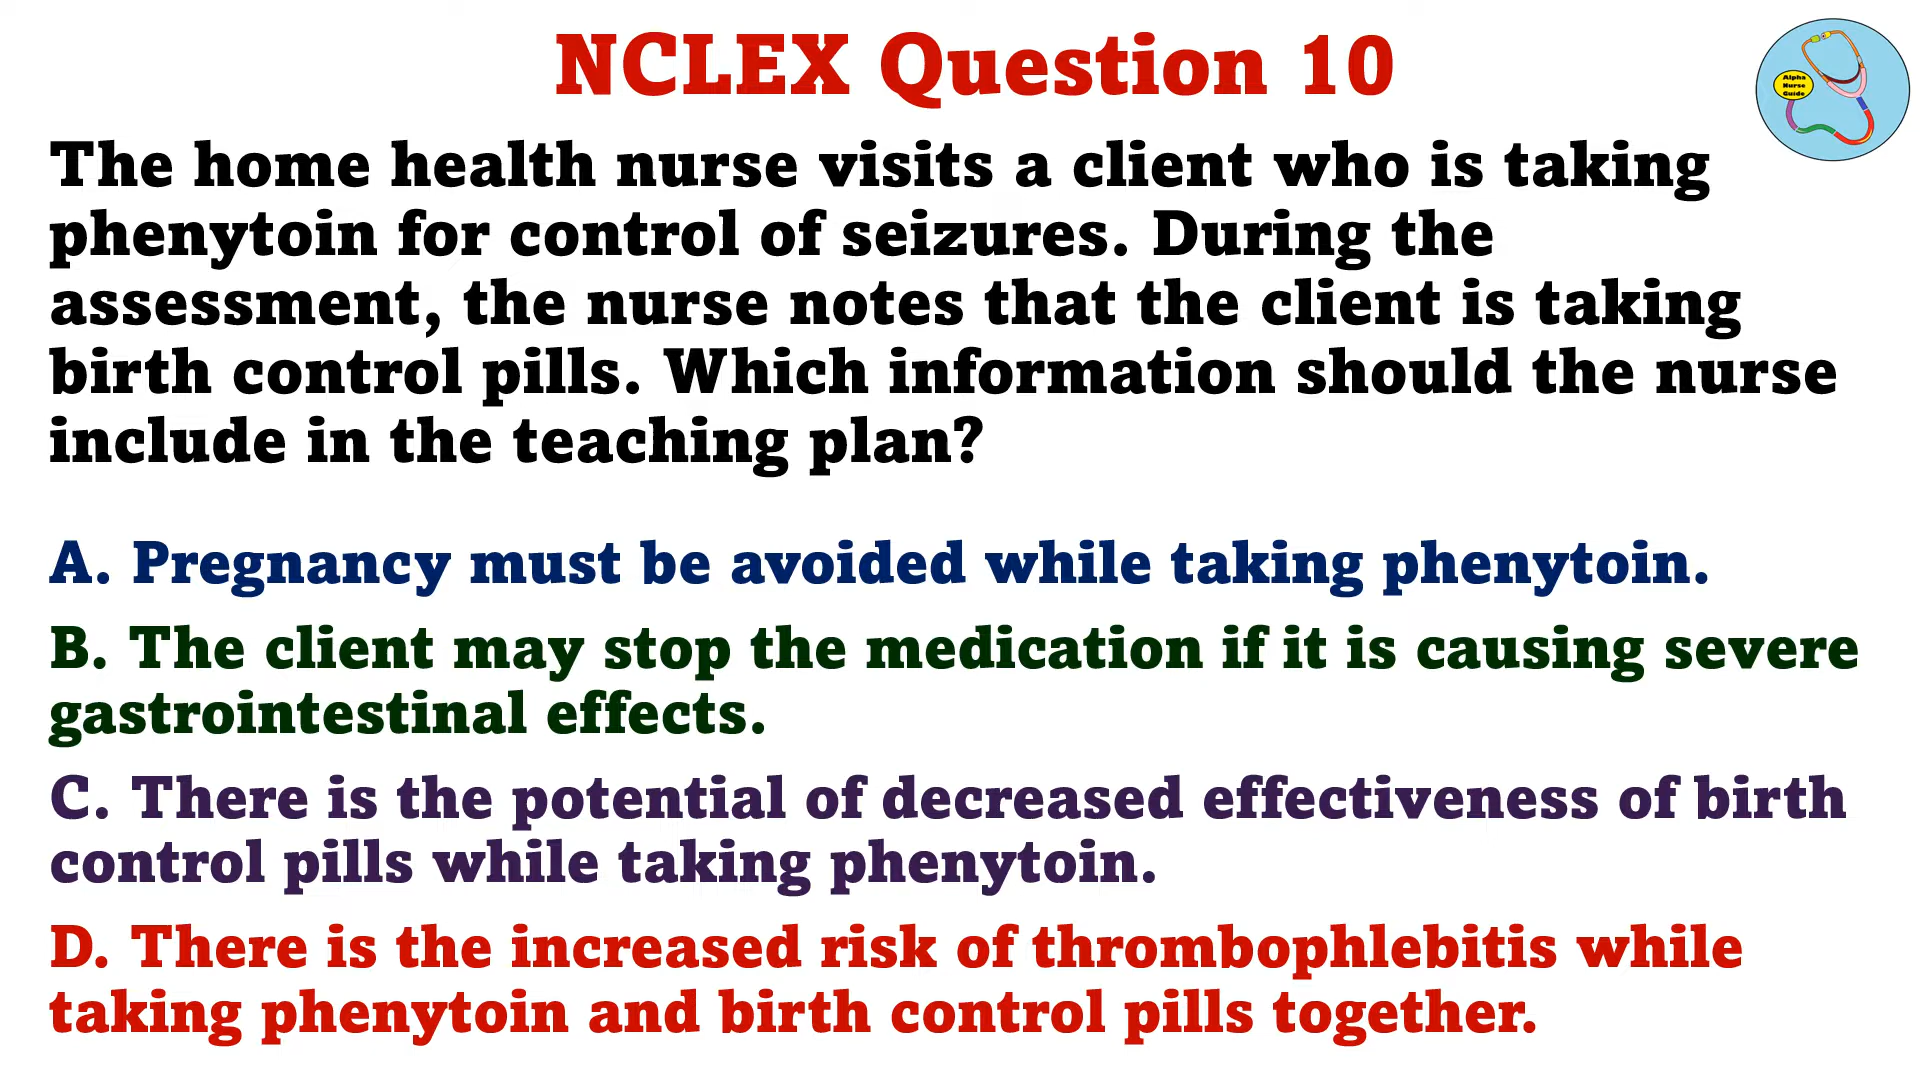 NCLEX Question 10
Alpha
Nurse
Guide
The home health nurse visits a client who is taking
phenytoin for control of seizures. During the
assessment, the nurse notes that the client is taking
birth control pills. Which information should the nurse
include in the teaching plan?
A. Pregnancy must be avoided while taking phenytoin.
B. The client may stop the medication if it is causing severe
gastrointestinal effects.
C. There is the potential of decreased effectiveness of birth
control pills while taking phenytoin.
D. There is the increased risk of thrombophlebitis while
taking phenytoin and birth control pills together.